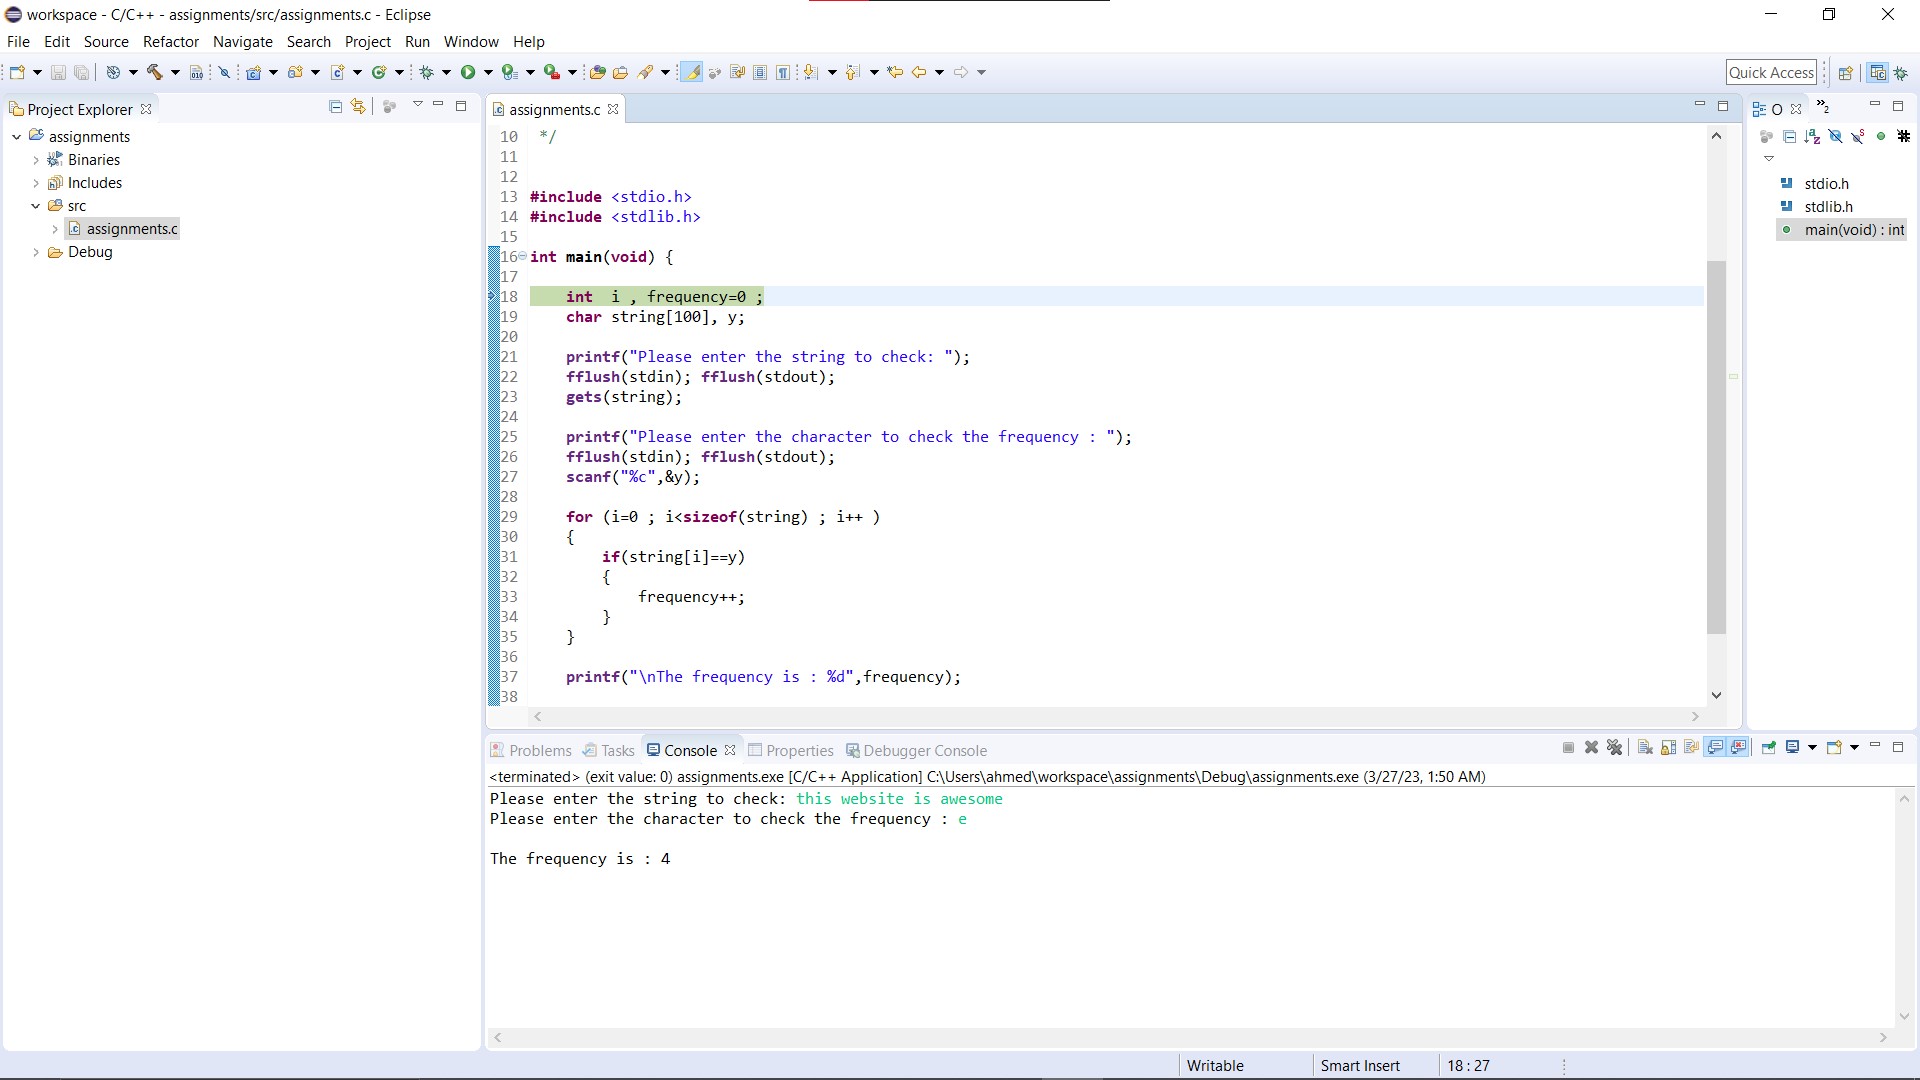 workspace - C/C++ - assignments/src/assignments.c - Eclipse
File Edit Source Refactor Navigate Search Project Run Window Help
Quick Access
Project Explorer
assignments
Binaries
Includes
src
assignments.c
Debug
assignments.c
10 */
11
12
13 #include <stdio.h>
14 #include <stdlib.h>
15
16 int main(void) {
17
18 int  i , frequency=0 ;
19 char string[100], y;
20
21 printf("Please enter the string to check: ");
22 fflush(stdin); fflush(stdout);
23 gets(string);
24
25 printf("Please enter the character to check the frequency : ");
26 fflush(stdin); fflush(stdout);
27 scanf("%c",&y);
28
29 for (i=0 ; i<sizeof(string) ; i++ )
30 {
31 if(string[i]==y)
32 {
33 frequency++;
34 }
35 }
36
37 printf("\nThe frequency is : %d",frequency);
38
O
»2
stdio.h
stdlib.h
main(void) : int
Problems Tasks Console Properties Debugger Console
<terminated> (exit value: 0) assignments.exe [C/C++ Application] C:\Users\ahmed\workspace\assignments\Debug\assignments.exe (3/27/23, 1:50 AM)
Please enter the string to check: this website is awesome
Please enter the character to check the frequency : e
The frequency is : 4
Writable Smart Insert 18 : 27